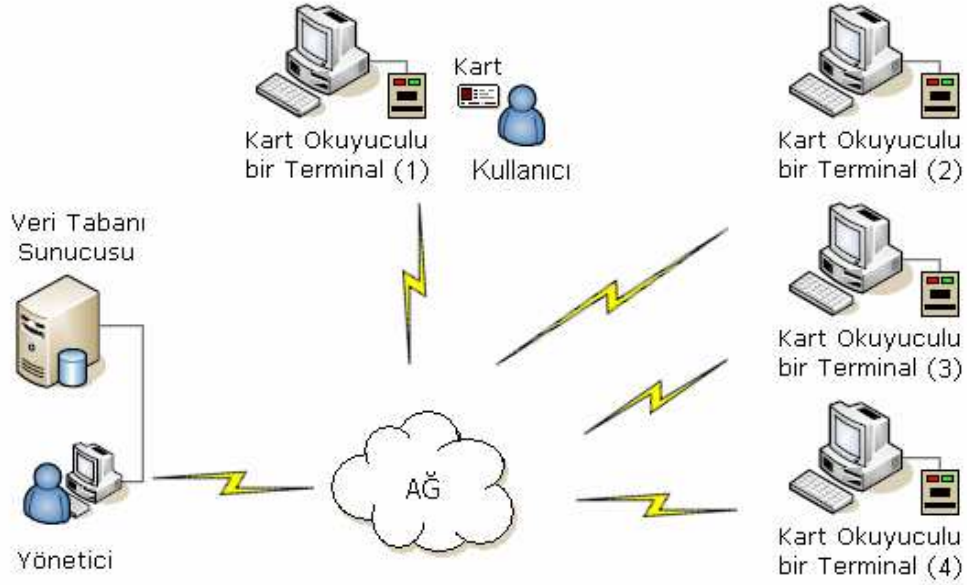 Kart
Kart Okuyuculu
bir Terminal (1)
Kullanıcı
Kart Okuyuculu
bir Terminal (2)
Veri Tabanı
Sunucusu
Kart Okuyuculu
bir Terminal (3)
AĞ
Yönetici
Kart Okuyuculu
bir Terminal (4)